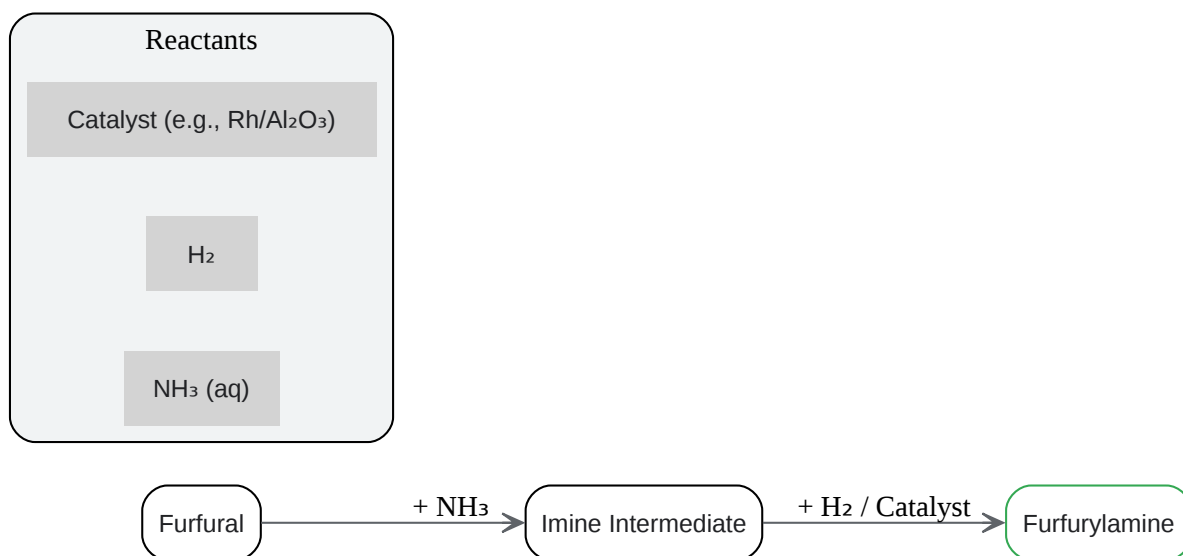 Reactants
Catalyst (e.g., Rh/Al₂O₃)
H₂
NH₃ (aq)
Furfural
+ NH₃
Imine Intermediate
+ H₂ / Catalyst
Furfurylamine